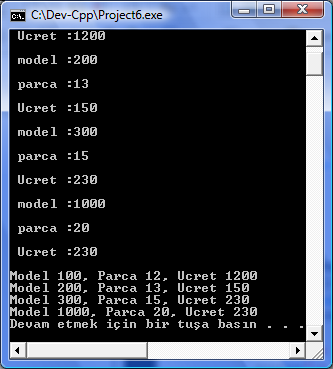 C:\Dev-Cpp\Project6.exe
Ucret :1200
model :200
parca :13
Ucret :150
model :300
parca :15
Ucret :230
model :1000
parca :20
Ucret :230
Model 100, Parca 12, Ucret 1200
Model 200, Parca 13, Ucret 150
Model 300, Parca 15, Ucret 230
Model 1000, Parca 20, Ucret 230
Devam etmek için bir tuşa basın . . .